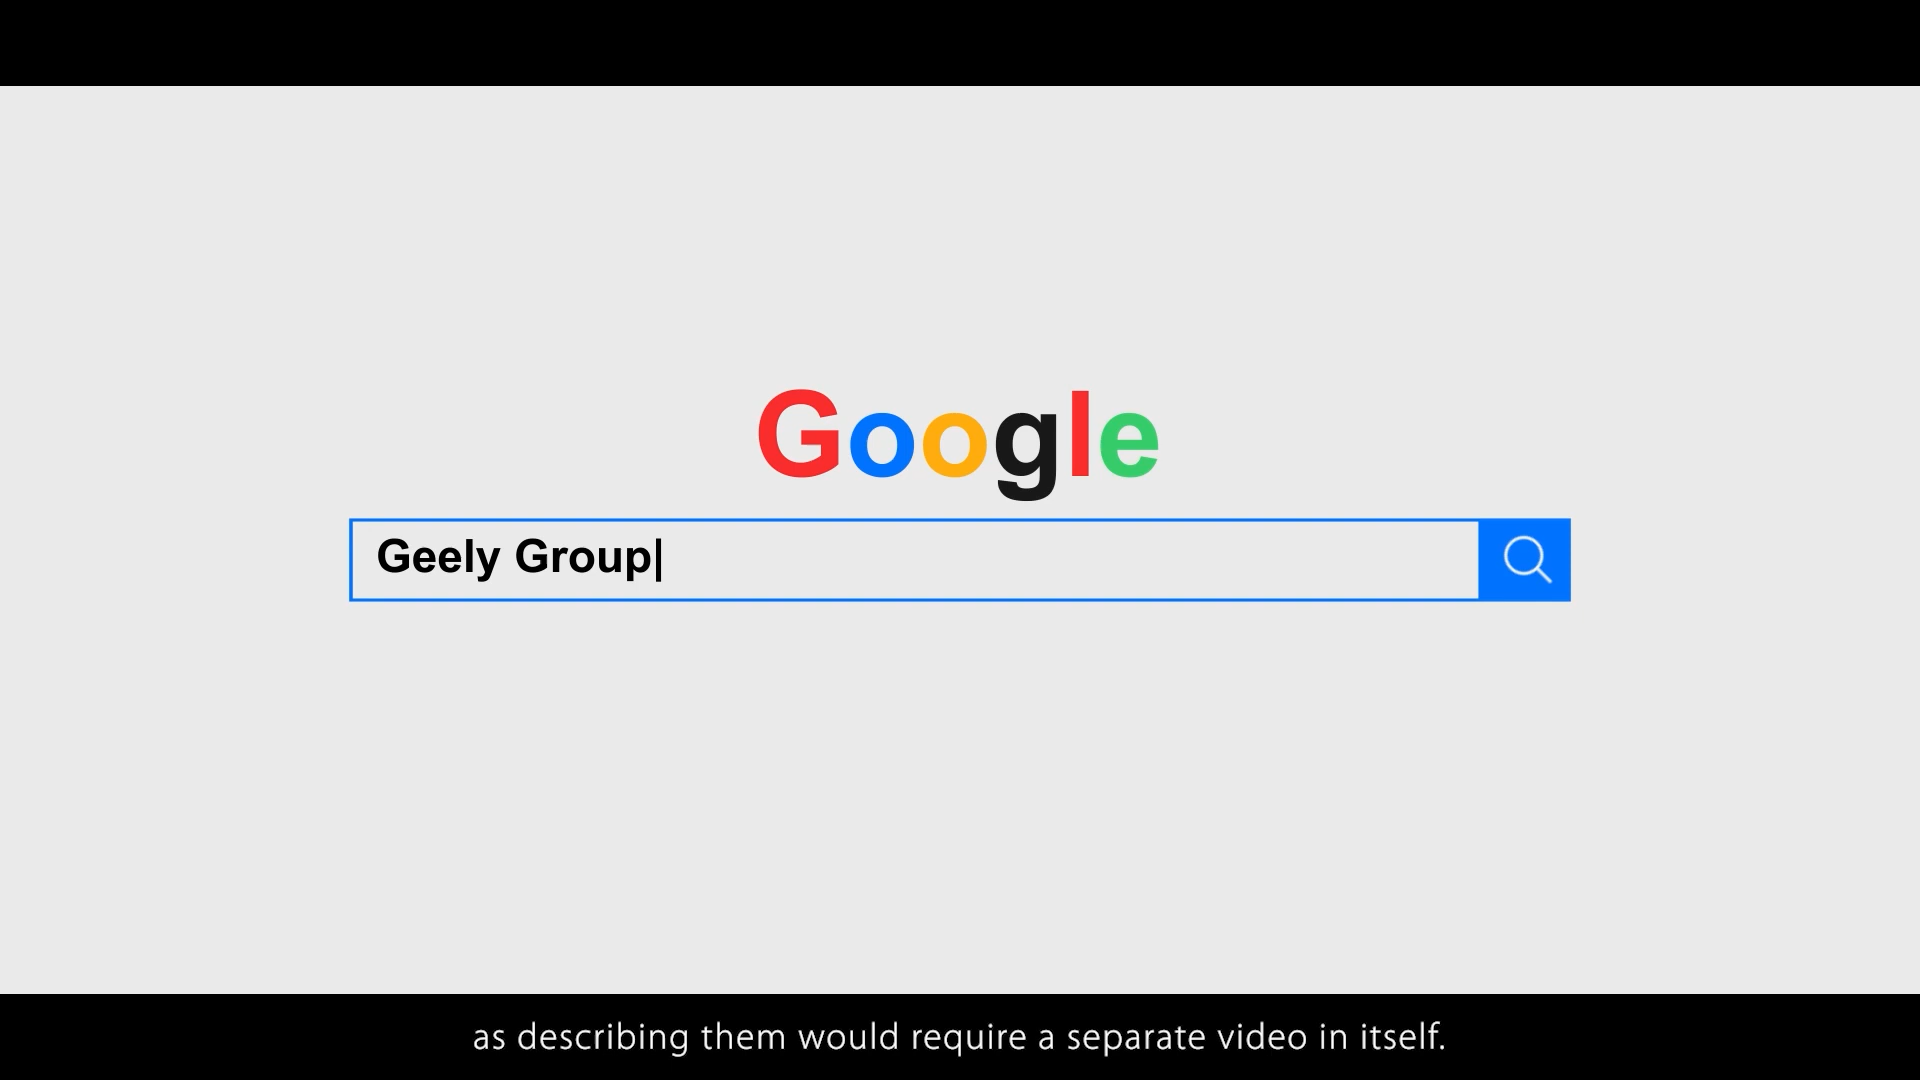 Google
Geely Group
as describing them would require a separate video in itself.